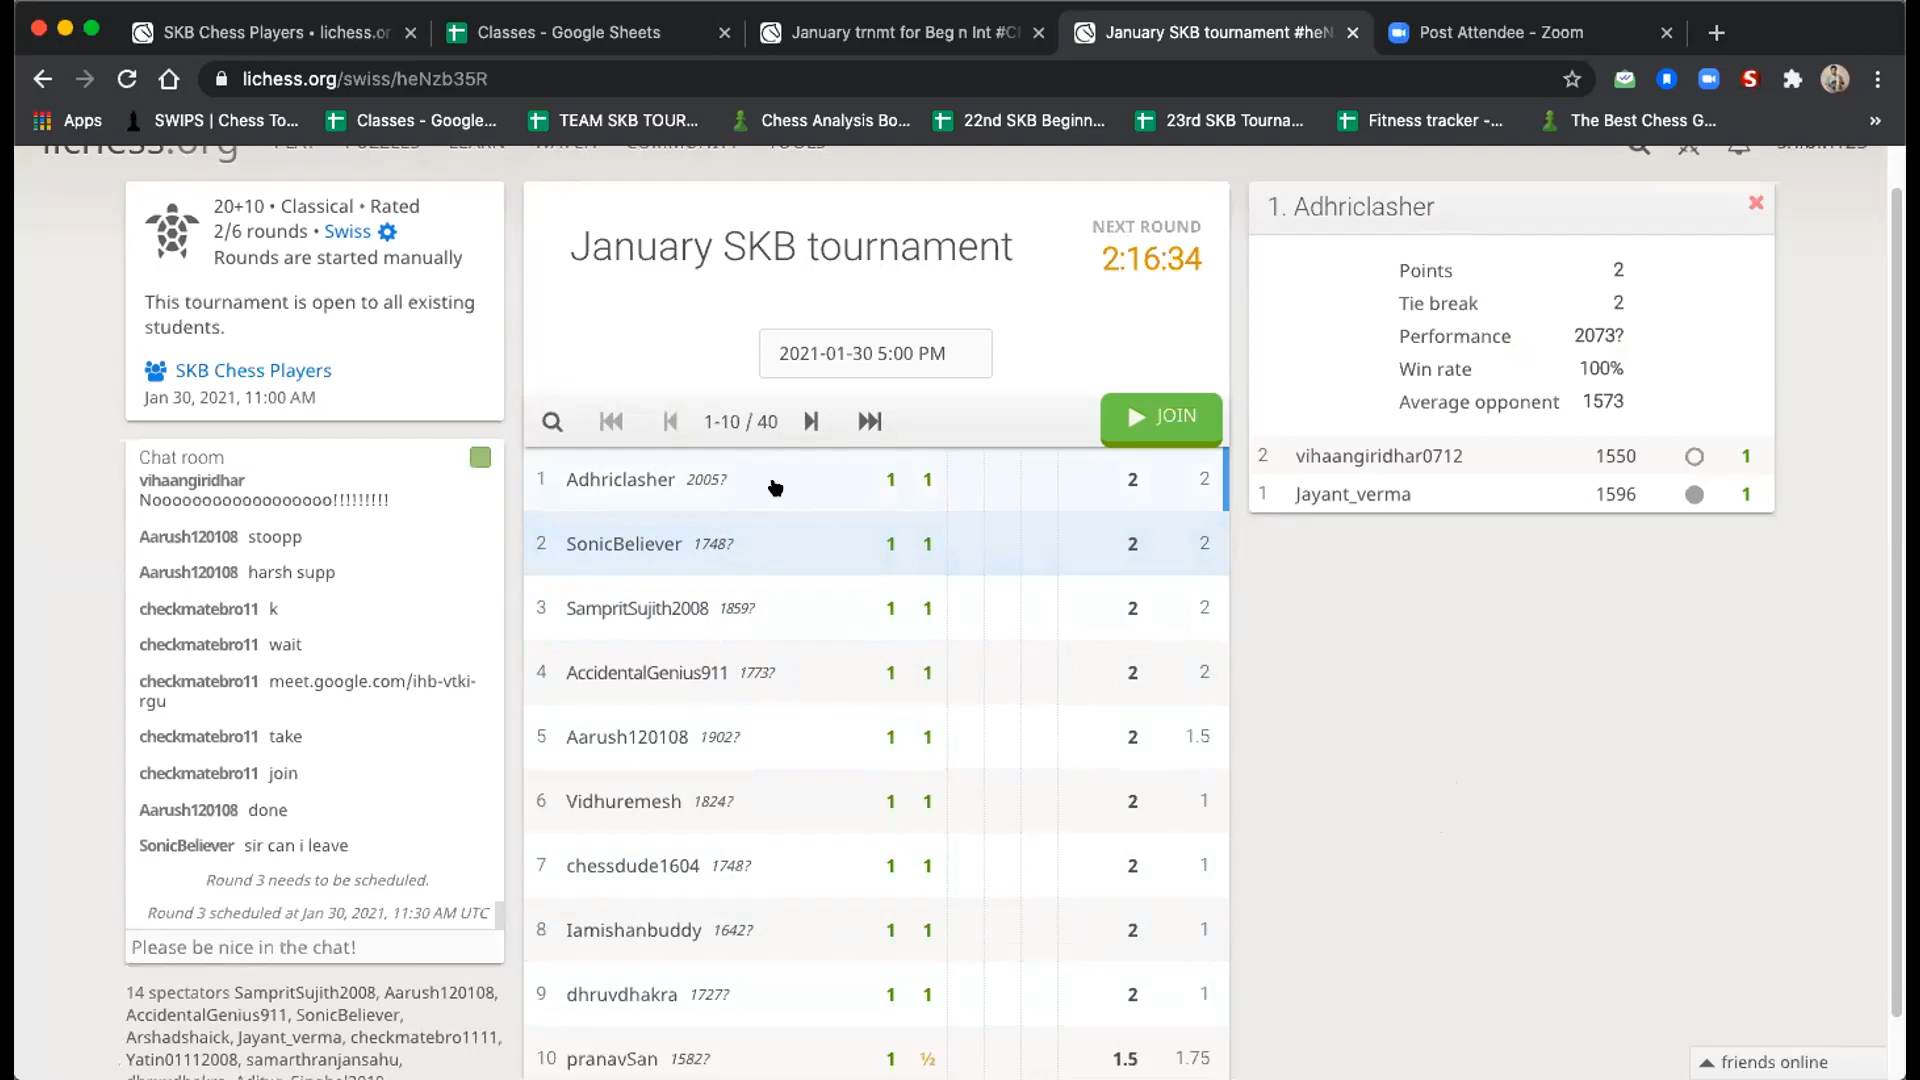 SKB Chess Players • lichess.or
Classes - Google Sheets
January trnmt for Beg n Int #C
January SKB tournament #heN
Post Attendee - Zoom
lichess.org/swiss/heNzb35R
Apps
SWIPS | Chess To...
Classes - Google...
TEAM SKB TOUR...
Chess Analysis Bo...
22nd SKB Beginn...
23rd SKB Tourna...
Fitness tracker -...
The Best Chess G...
»
lichess.org
PLAY PUZZLES LEARN WATCH COMMUNITY TOOLS
20+10 • Classical • Rated
2/6 rounds • Swiss
Rounds are started manually
This tournament is open to all existing
students.
SKB Chess Players
Jan 30, 2021, 11:00 AM
Chat room
vihaangiridhar
Nooooooooooooooooo!!!!!!!!!
Aarush120108 stoopp
Aarush120108 harsh supp
checkmatebro11 k
checkmatebro11 wait
checkmatebro11 meet.google.com/ihb-vtki-
rgu
checkmatebro11 take
checkmatebro11 join
Aarush120108 done
SonicBeliever sir can i leave
Round 3 needs to be scheduled.
Round 3 scheduled at Jan 30, 2021, 11:30 AM UTC
Please be nice in the chat!
14 spectators SampritSujith2008, Aarush120108,
AccidentalGenius911, SonicBeliever,
Arshadshaick, Jayant_verma, checkmatebro1111,
Yatin01112008, samarthranjansahu,
January SKB tournament
NEXT ROUND
2:16:34
2021-01-30 5:00 PM
1-10 / 40
JOIN
1 Adhriclasher 2005? 1 1 2 2
2 SonicBeliever 1748? 1 1 2 2
3 SampritSujith2008 1859? 1 1 2 2
4 AccidentalGenius911 1773? 1 1 2 2
5 Aarush120108 1902? 1 1 2 1.5
6 Vidhuremesh 1824? 1 1 2 1
7 chessdude1604 1748? 1 1 2 1
8 Iamishanbuddy 1642? 1 1 2 1
9 dhruvdhakra 1727? 1 1 2 1
10 pranavSan 1582? 1 ½ 1.5 1.75
1. Adhriclasher
Points 2
Tie break 2
Performance 2073?
Win rate 100%
Average opponent 1573
2 vihaangiridhar0712 1550 1
1 Jayant_verma 1596 1
friends online